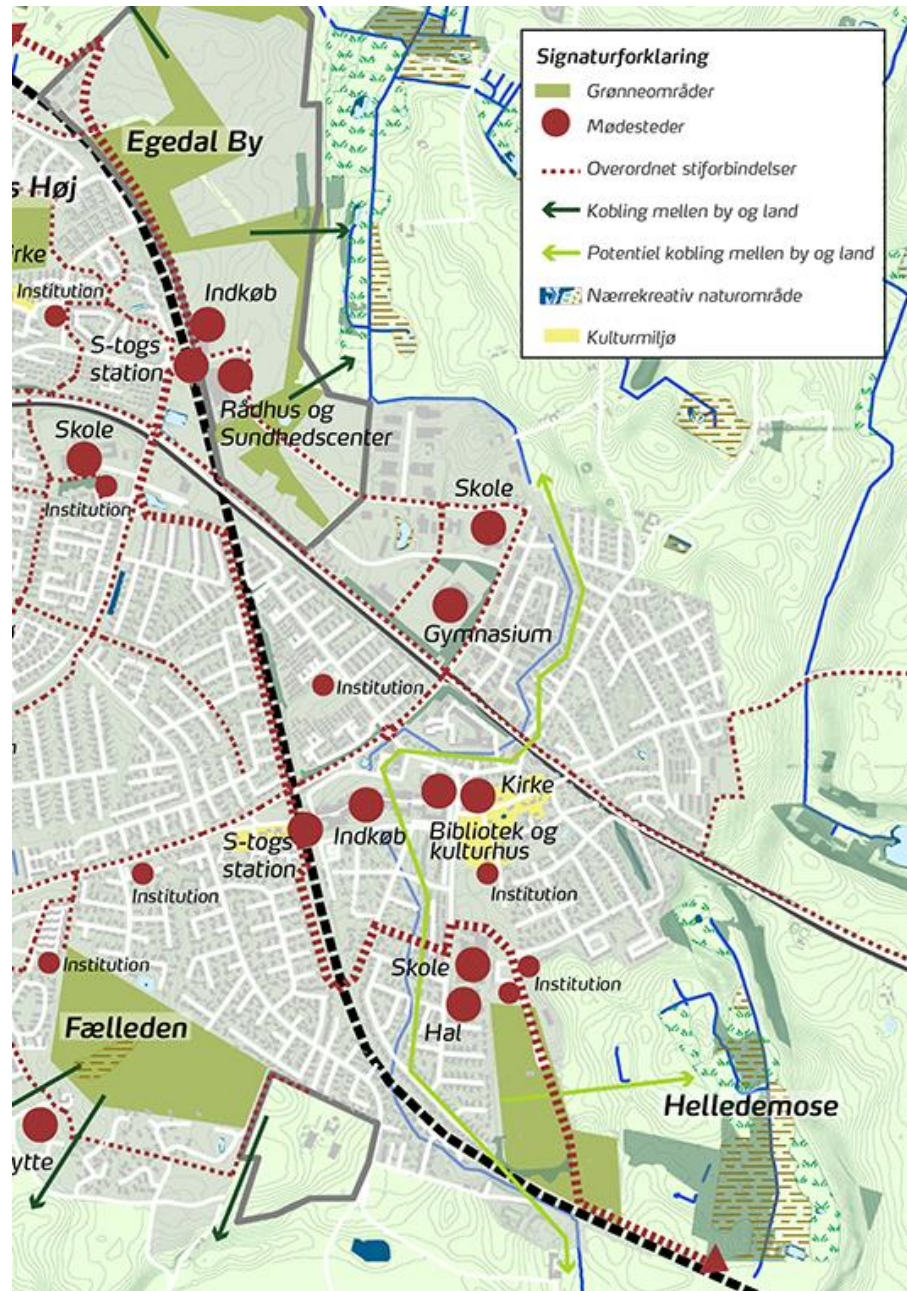 Signaturforklaring
Grønneområder
Mødesteder
Overordnet stiforbindelser
Kobling mellen by og land
Potentiel kobling mellen by og land
Nærrekreativ naturområde
Kulturmiljø
Egedal By
s Høj
irke
Institution
Indkøb
S-togs
station
Rådhus og
Sundhedscenter
Skole
Institution
Skole
Gymnasium
Institution
Kirke
Indkøb
Bibliotek og
kulturhus
S-togs
station
Institution
Institution
Institution
Skole
Institution
Hal
Fælleden
Helledemose
ytte